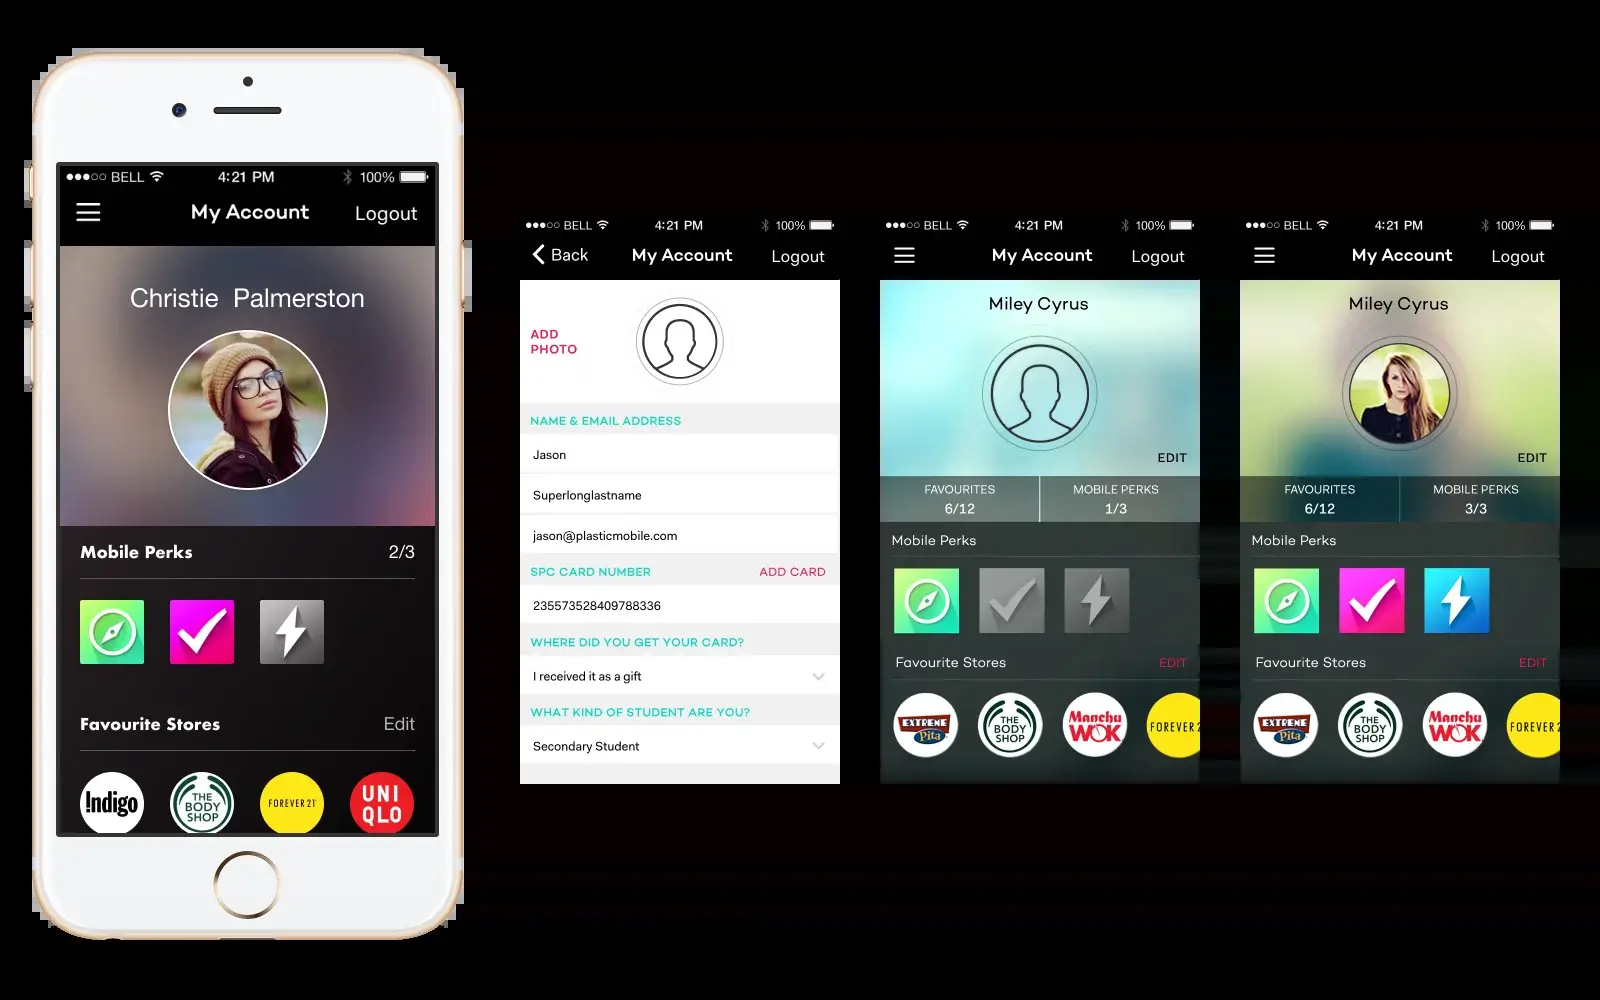 BELL 4:21 PM 100%
My Account Logout
Christie Palmerston
Mobile Perks 2/3
Favourite Stores Edit
!ndigo
THE
BODY
SHOP
FOREVER 21
UNI
QLO
BELL 4:21 PM 100%
Back My Account Logout
ADD
PHOTO
NAME & EMAIL ADDRESS
Jason
Superlonglastname
jason@plasticmobile.com
SPC CARD NUMBER ADD CARD
235573528409788336
WHERE DID YOU GET YOUR CARD?
I received it as a gift
WHAT KIND OF STUDENT ARE YOU?
Secondary Student
BELL 4:21 PM 100%
My Account Logout
Miley Cyrus
EDIT
FAVOURITES MOBILE PERKS
6/12 1/3
Mobile Perks
Favourite Stores EDIT
EXTREME
Pita
THE
BODY
SHOP
Manchu
WOK
FOREVER 2
BELL 4:21 PM 100%
My Account Logout
Miley Cyrus
EDIT
FAVOURITES MOBILE PERKS
6/12 3/3
Mobile Perks
Favourite Stores EDIT
EXTREME
Pita
THE
BODY
SHOP
Manchu
WOK
FOREVER 2